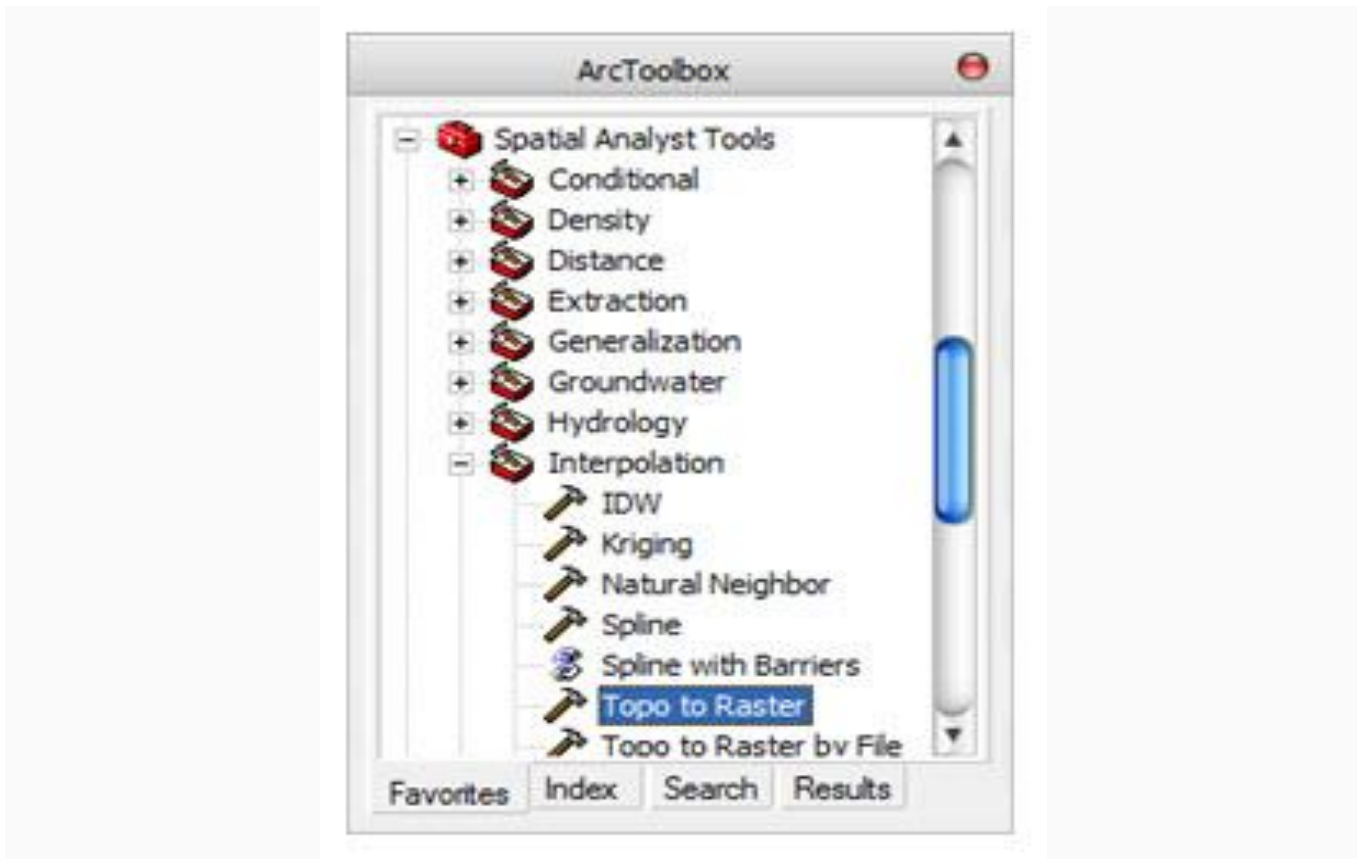 ArcToolbox
Spatial Analyst Tools
Conditional
Density
Distance
Extraction
Generalization
Groundwater
Hydrology
Interpolation
IDW
Kriging
Natural Neighbor
Spline
Spline with Barriers
Topo to Raster
Topo to Raster by File
Favorites Index Search Results